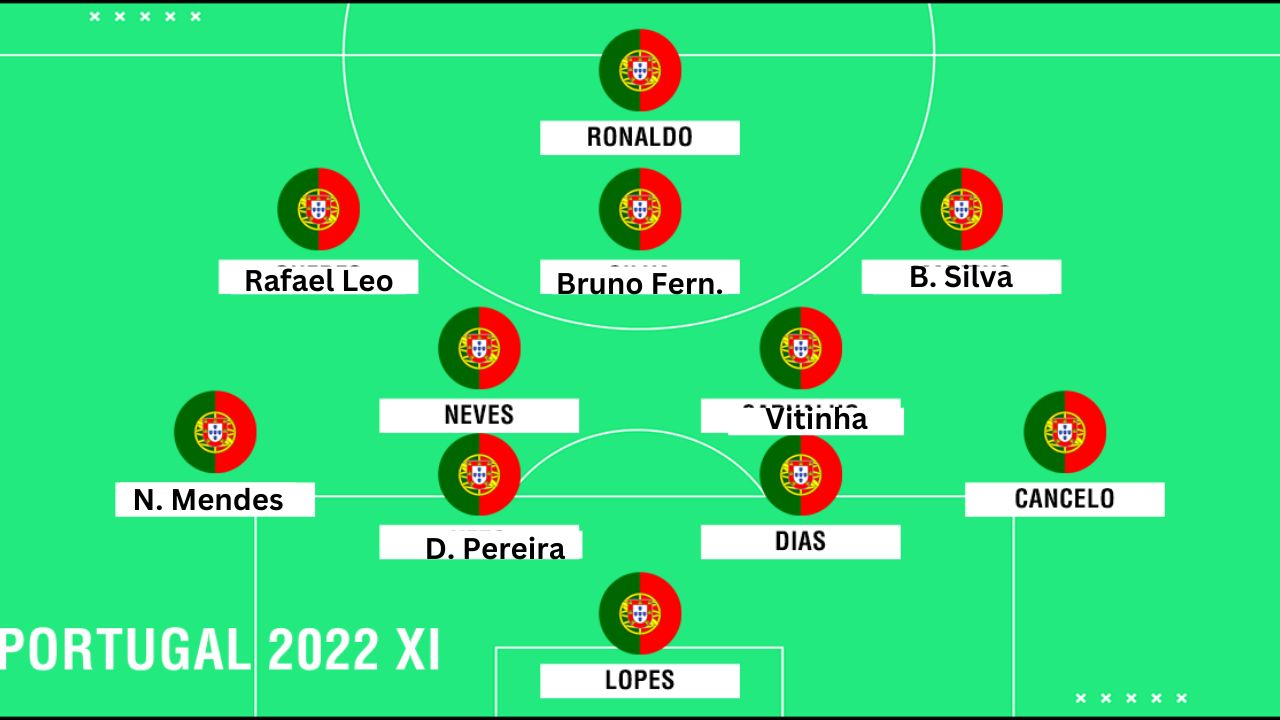 RONALDO
Rafael Leo
Bruno Fern.
B. Silva
NEVES
Vitinha
N. Mendes
CANCELO
D. Pereira
DIAS
LOPES
PORTUGAL 2022 XI